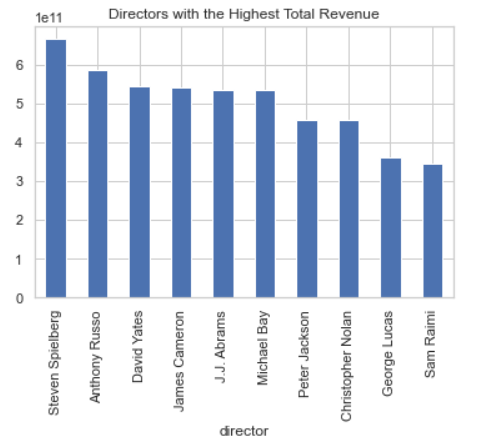 Directors with the Highest Total Revenue
1e11
6
5
4
3
2
1
0
Steven Spielberg
Anthony Russo
David Yates
James Cameron
J.J. Abrams
Michael Bay
Peter Jackson
Christopher Nolan
George Lucas
Sam Raimi
director